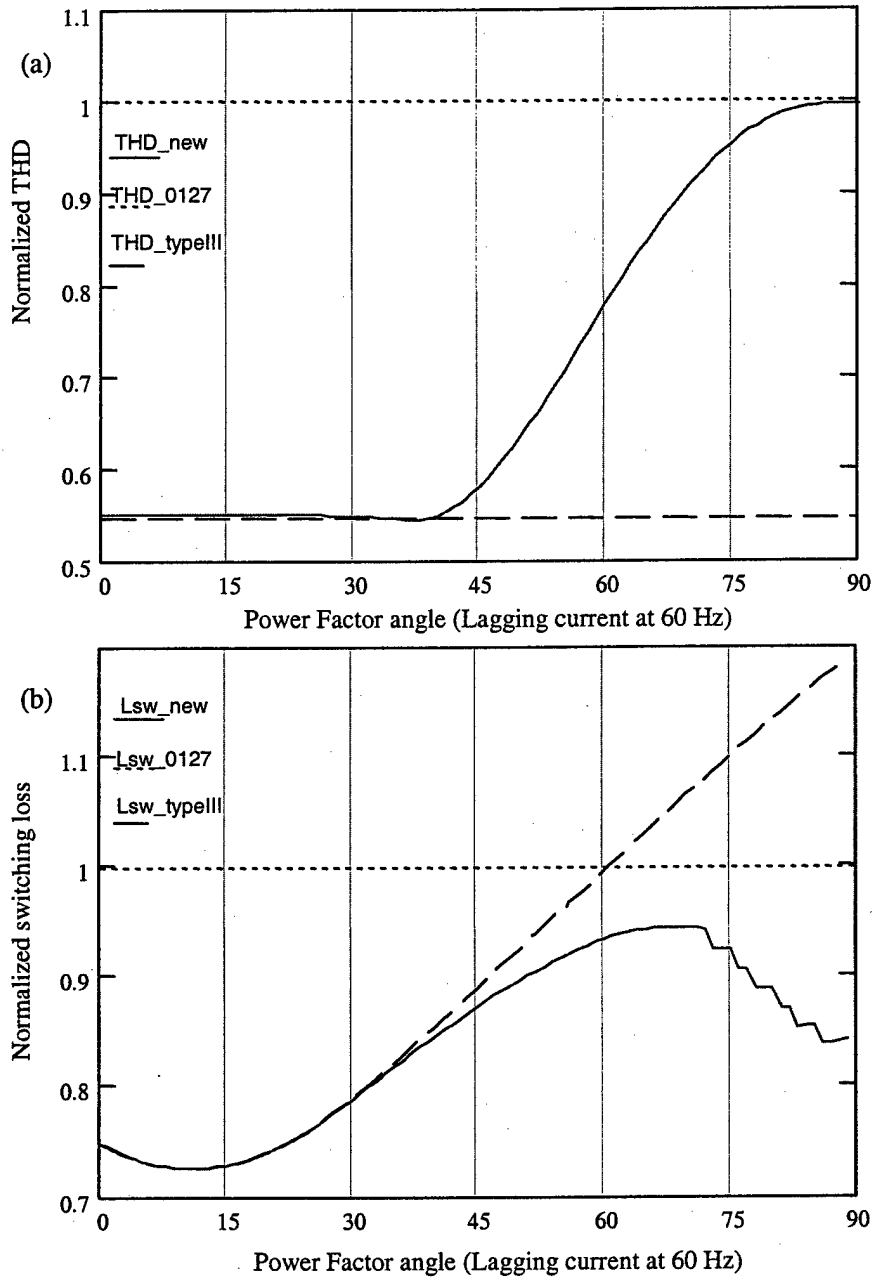 (a)
1.1
1
0.9
0.8
0.7
0.6
0.5
Normalized THD
THD_new
THD_0127
THD_typeIII
0 15 30 45 60 75 90
Power Factor angle (Lagging current at 60 Hz)
(b)
1.1
1
0.9
0.8
0.7
Normalized switching loss
Lsw_new
Lsw_0127
Lsw_typeIII
0 15 30 45 60 75 90
Power Factor angle (Lagging current at 60 Hz)